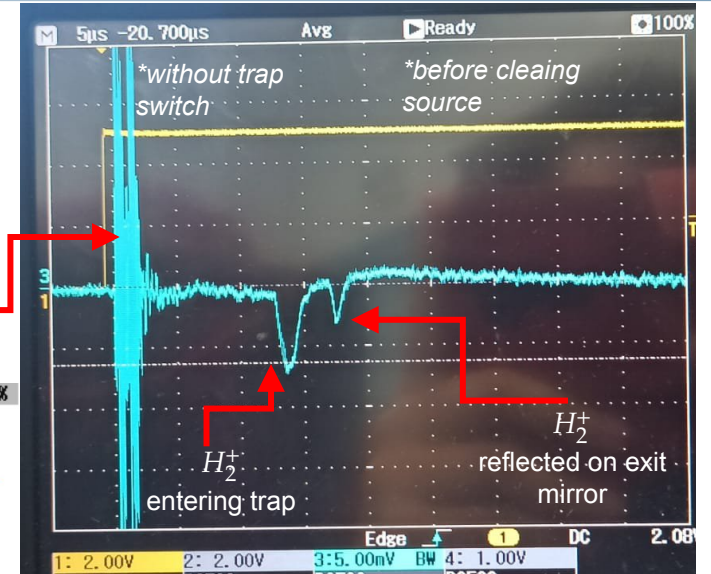 M 5µs -20.700µs Avg ▶Ready 100%
*without trap switch
*before cleaing source
3
1
T
%
H₂⁺
entering trap
H₂⁺
reflected on exit
mirror
Edge 1 DC 2.08
1: 2.00V 2: 2.00V 3:5.00mV BW 4: 1.00V